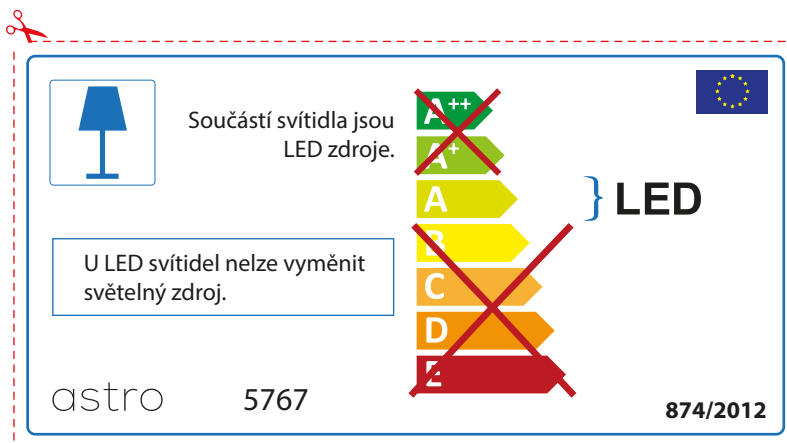 Součástí svítidla jsou
LED zdroje.
A++
A+
A
B
C
D
E
LED
U LED svítidel nelze vyměnit
světelný zdroj.
astro
5767
874/2012